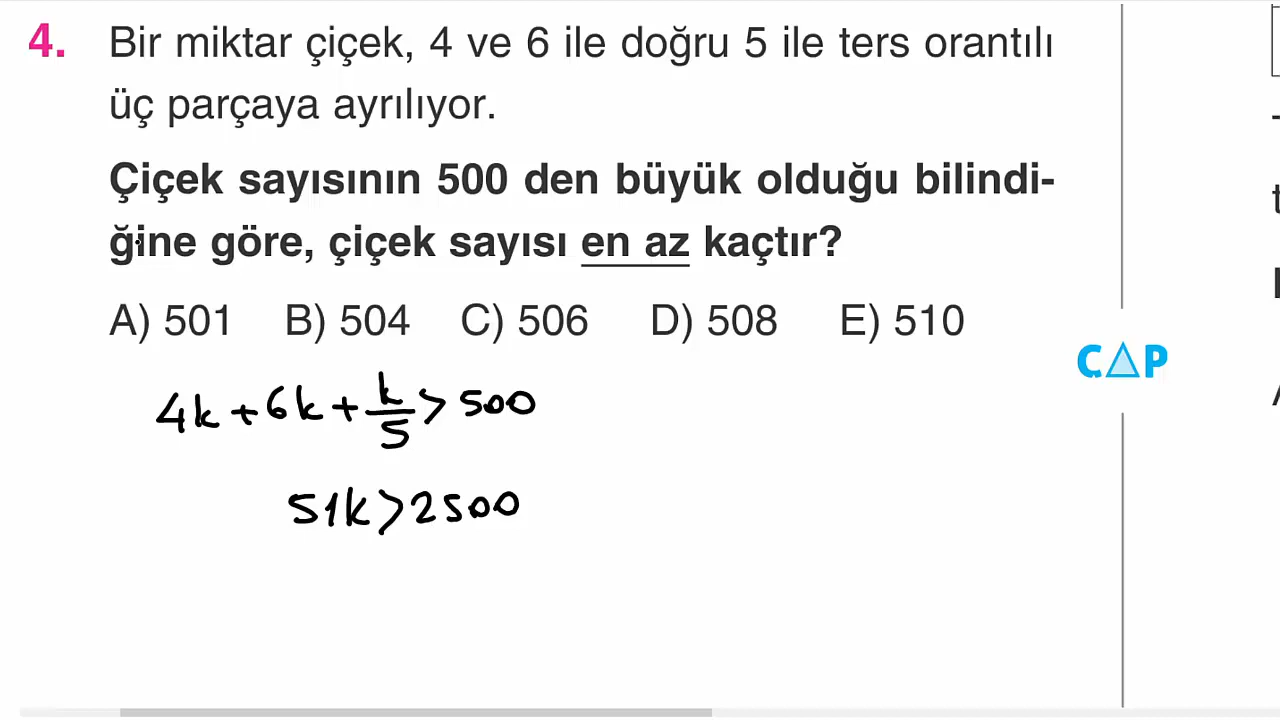 4. Bir miktar çiçek, 4 ve 6 ile doğru 5 ile ters orantılı
üç parçaya ayrılıyor.
Çiçek sayısının 500 den büyük olduğu bilindi-
ğine göre, çiçek sayısı en az kaçtır?
A) 501 B) 504 C) 506 D) 508 E) 510
4k + 6k + k/5 > 500
51k > 2500
CAP